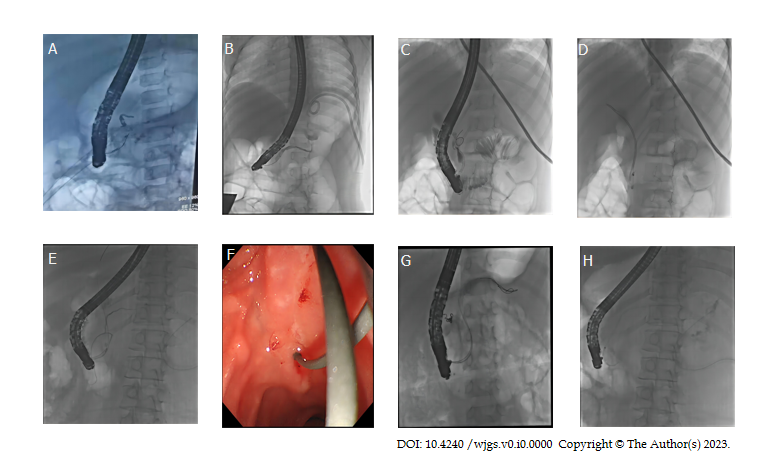 A
B
C
D
E
F
G
H
DOI: 10.4240 /wjgs.v0.i0.0000 Copyright © The Author(s) 2023.